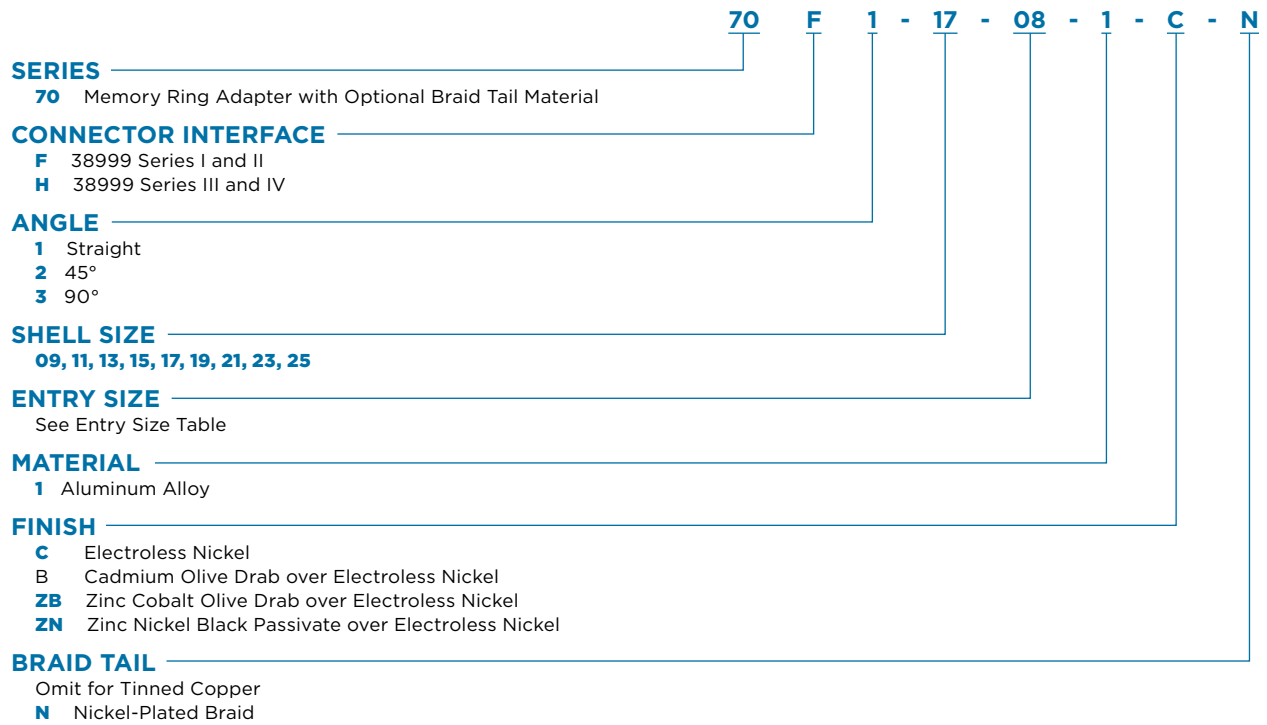 70 F 1 - 17 - 08 - 1 - C - N
SERIES
70 Memory Ring Adapter with Optional Braid Tail Material
CONNECTOR INTERFACE
F 38999 Series I and II
H 38999 Series III and IV
ANGLE
1 Straight
2 45°
3 90°
SHELL SIZE
09, 11, 13, 15, 17, 19, 21, 23, 25
ENTRY SIZE
See Entry Size Table
MATERIAL
1 Aluminum Alloy
FINISH
C Electroless Nickel
B Cadmium Olive Drab over Electroless Nickel
ZB Zinc Cobalt Olive Drab over Electroless Nickel
ZN Zinc Nickel Black Passivate over Electroless Nickel
BRAID TAIL
Omit for Tinned Copper
N Nickel-Plated Braid